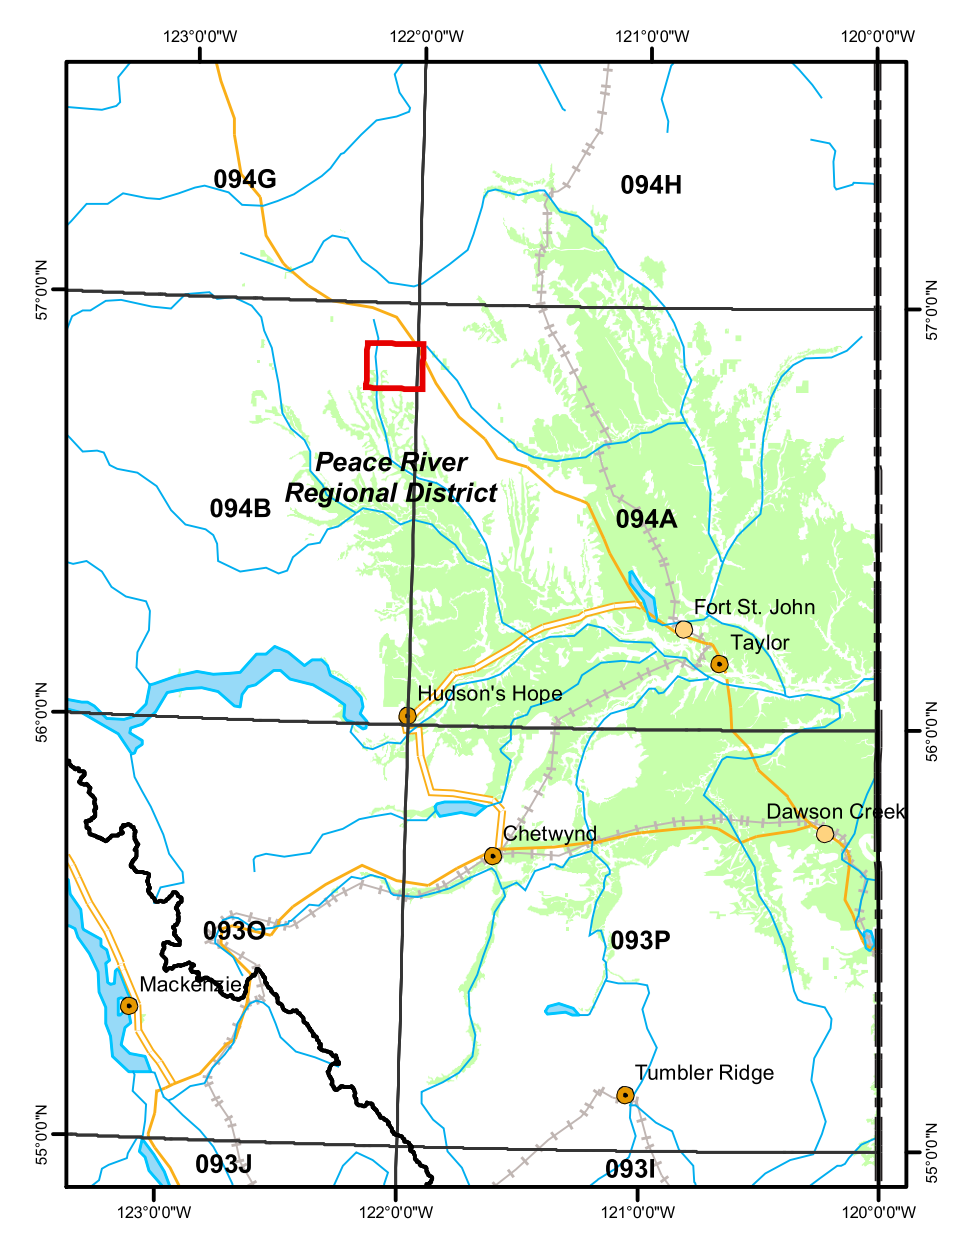 123°0'0"W 122°0'0"W 121°0'0"W 120°0'0"W
094G
094H
57°0'0"N
57°0'0"N
Peace River
Regional District
094B
094A
Fort St. John
Taylor
Hudson's Hope
56°0'0"N
56°0'0"N
Dawson Creek
Chetwynd
093O
093P
Mackenzie
Tumbler Ridge
55°0'0"N
55°0'0"N
093J
093I
123°0'0"W 122°0'0"W 121°0'0"W 120°0'0"W